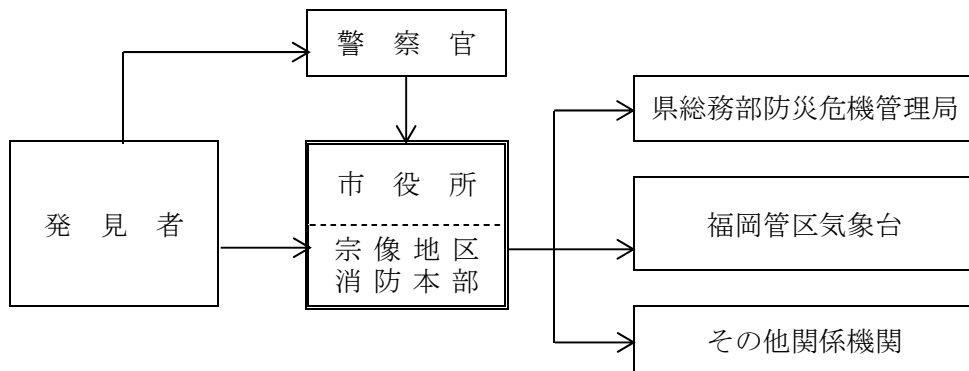 警察官
県総務部防災危機管理局
市役所
発見者
福岡管区気象台
宗像地区
消防本部
その他関係機関